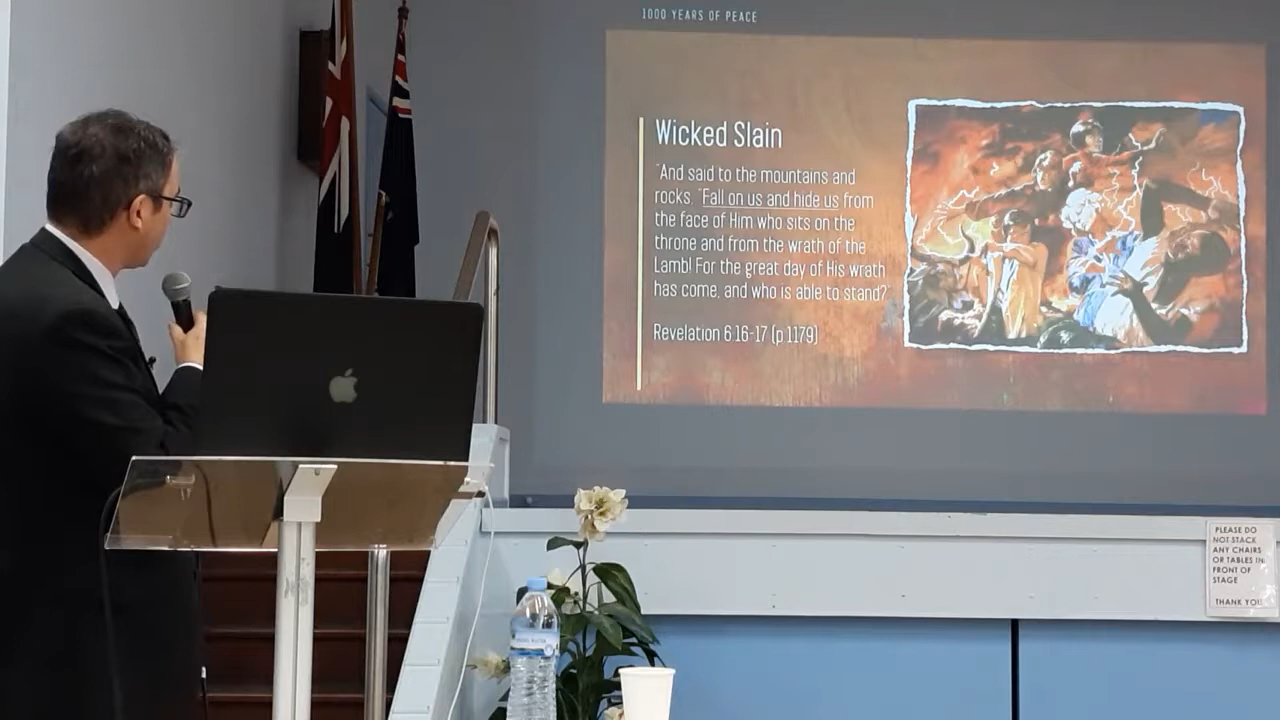 1000 YEARS OF PEACE
Wicked Slain
"And said to the mountains and
rocks, "Fall on us and hide us from
the face of Him who sits on the
throne and from the wrath of the
Lamb! For the great day of His wrath
has come, and who is able to stand?"
Revelation 6:16-17 (p 1179)
PLEASE DO
NOT STACK
ANY CHAIRS
OR TABLES IN
FRONT OF
STAGE
THANK YOU